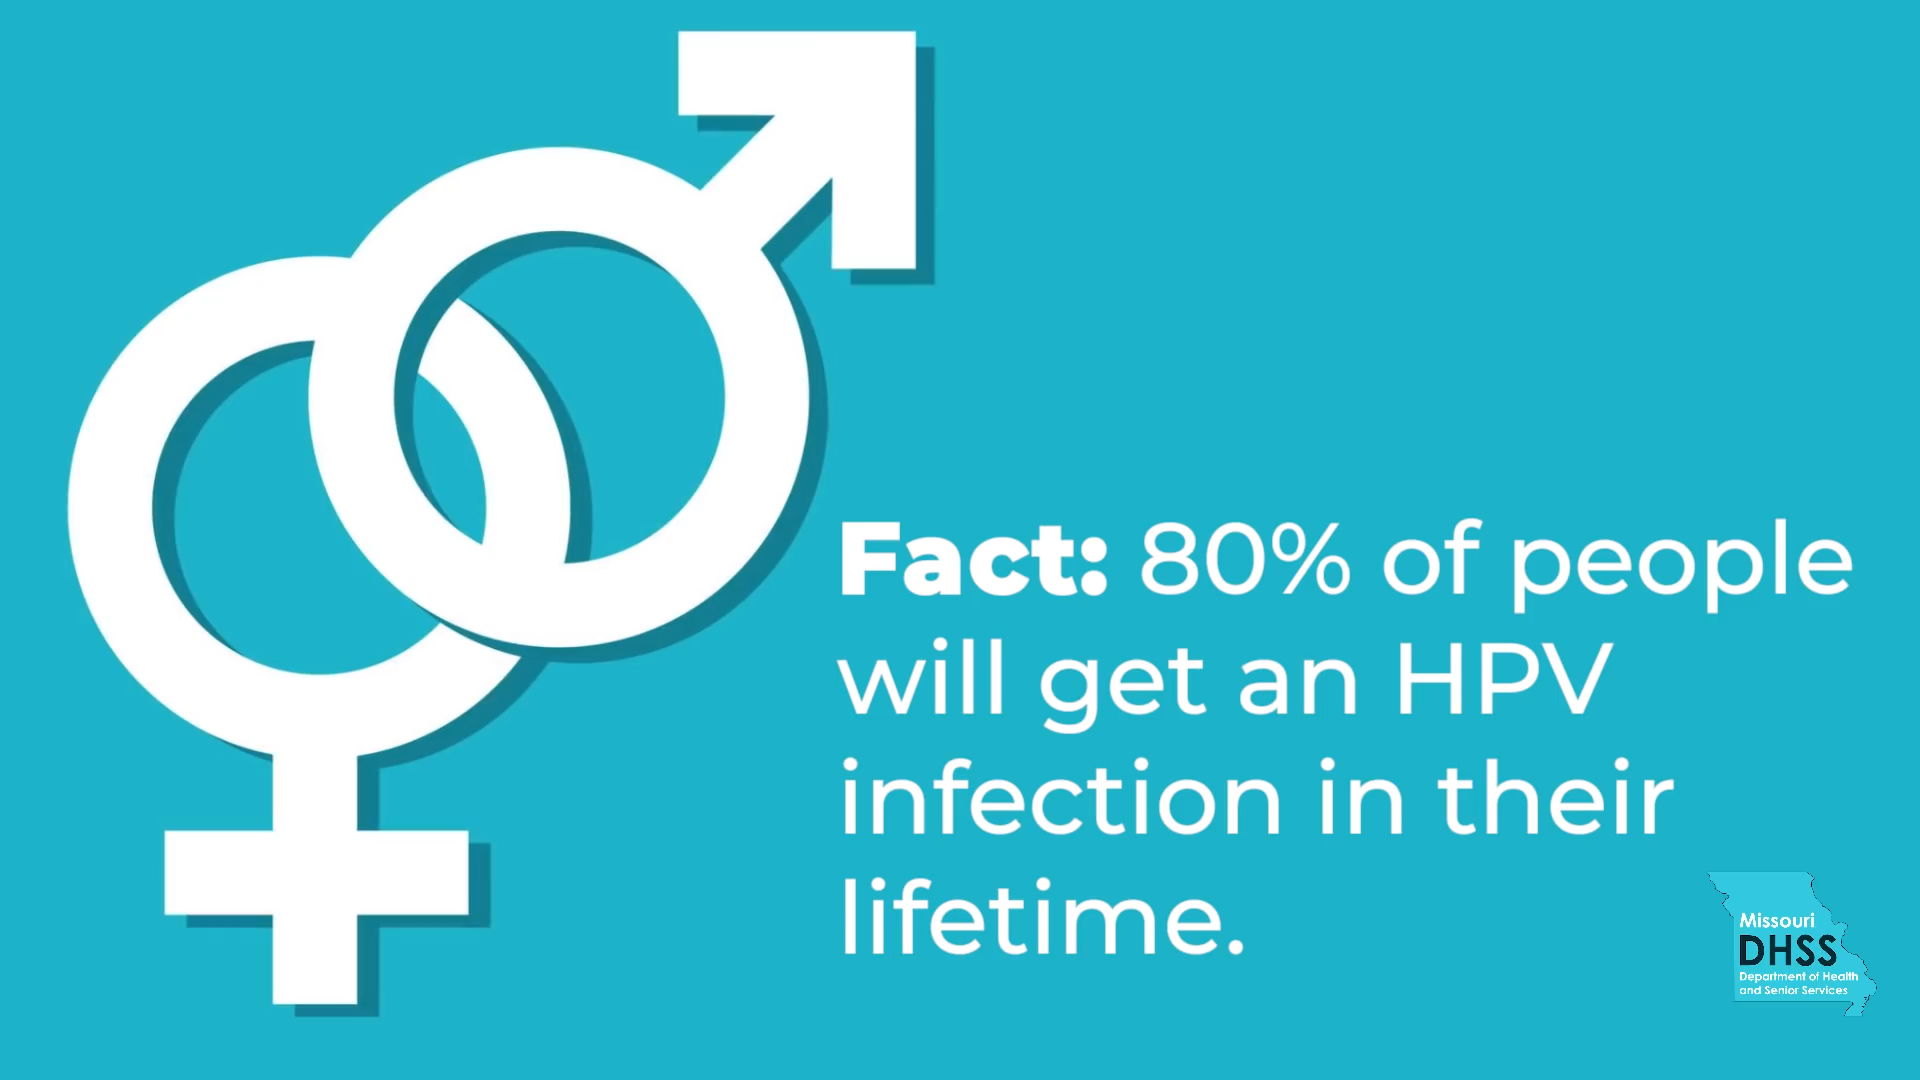 Fact: 80% of people
will get an HPV
infection in their
lifetime.
Missouri
DHSS
Department of Health
and Senior Services